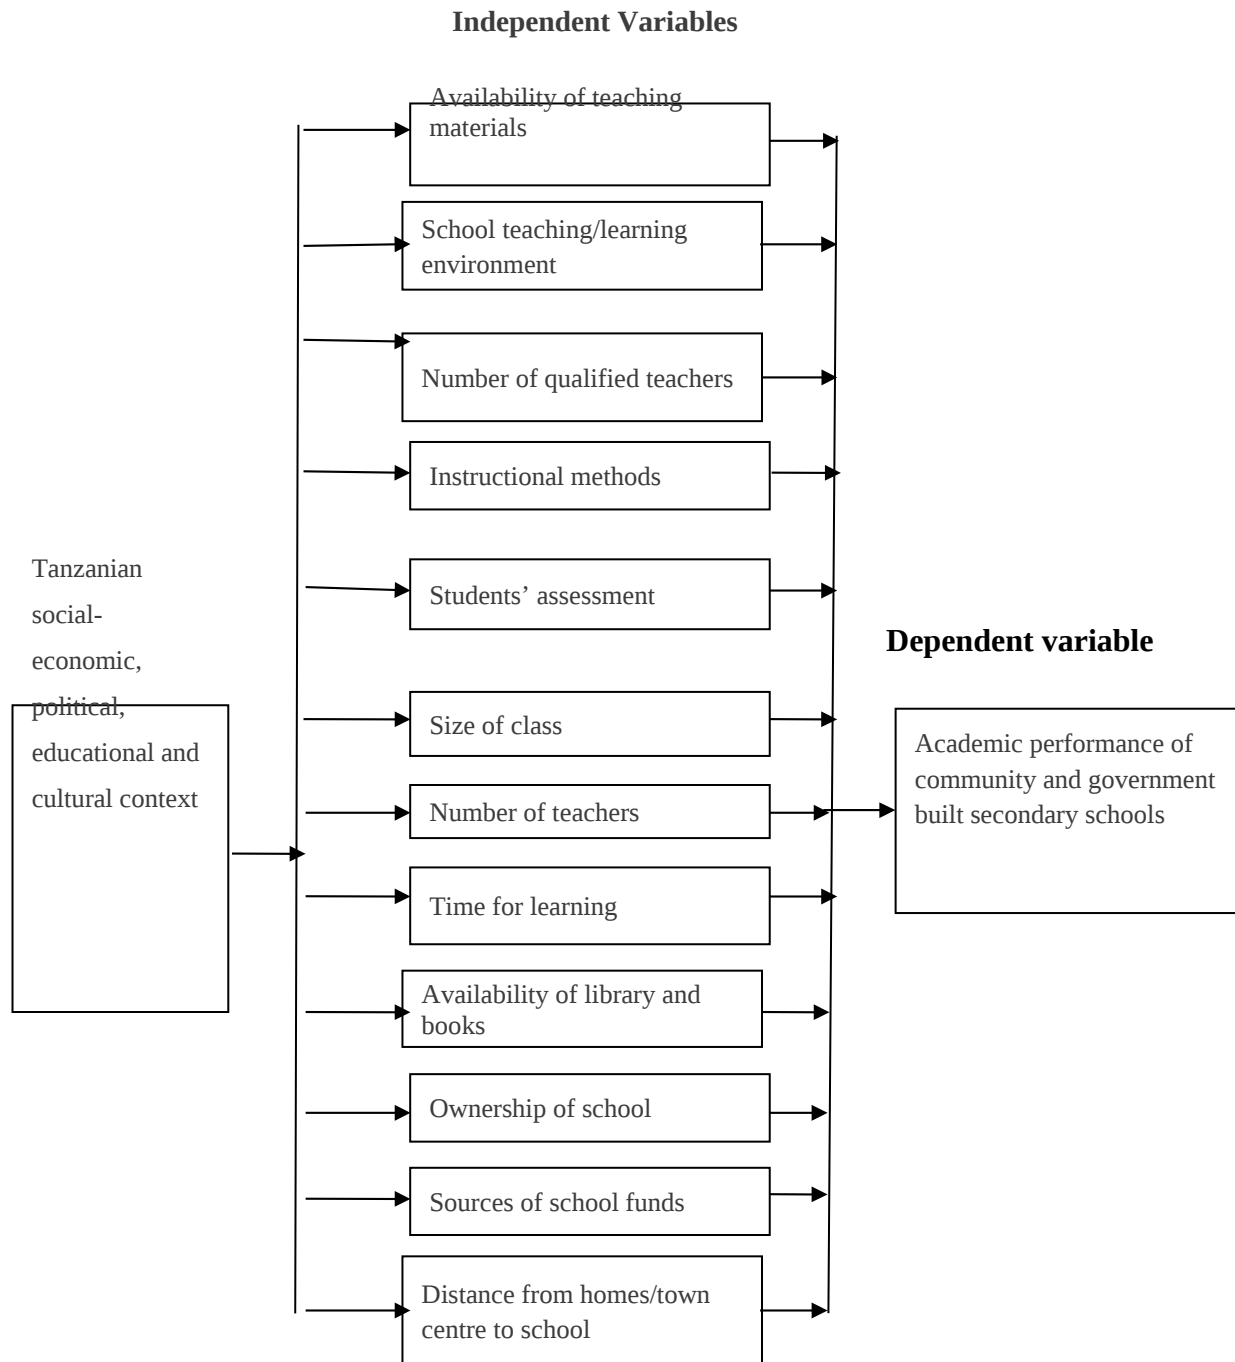 Independent Variables
Availability of teaching
materials
School teaching/learning
environment
Number of qualified teachers
Instructional methods
Students’ assessment
Size of class
Number of teachers
Time for learning
Availability of library and
books
Ownership of school
Sources of school funds
Distance from homes/town
centre to school
Tanzanian
social-
economic,
political,
educational and
cultural context
Dependent variable
Academic performance of
community and government
built secondary schools